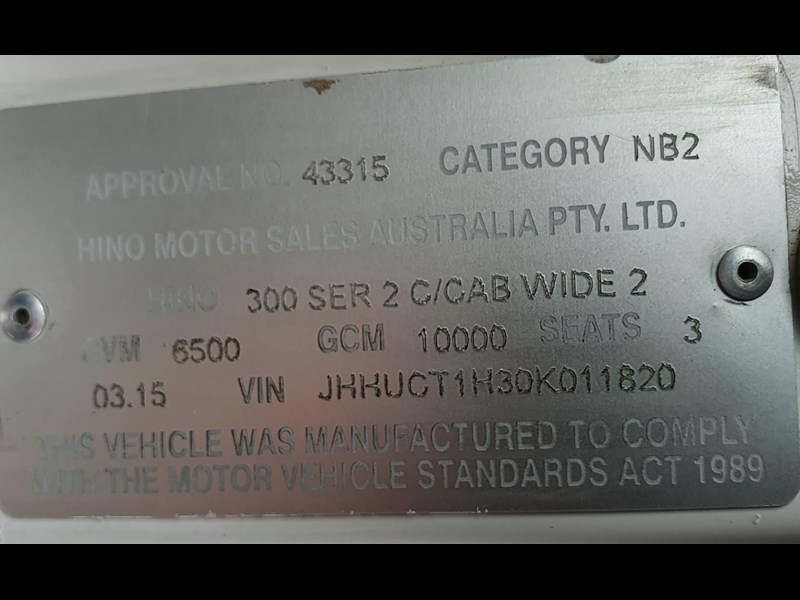 APPROVAL NO. 43315 CATEGORY NB2
HINO MOTOR SALES AUSTRALIA PTY. LTD.
HINO 300 SER 2 C/CAB WIDE 2
GVM 6500 GCM 10000 SEATS 3
03.15 VIN JHHUCT1H30K011820
THIS VEHICLE WAS MANUFACTURED TO COMPLY
WITH THE MOTOR VEHICLE STANDARDS ACT 1989